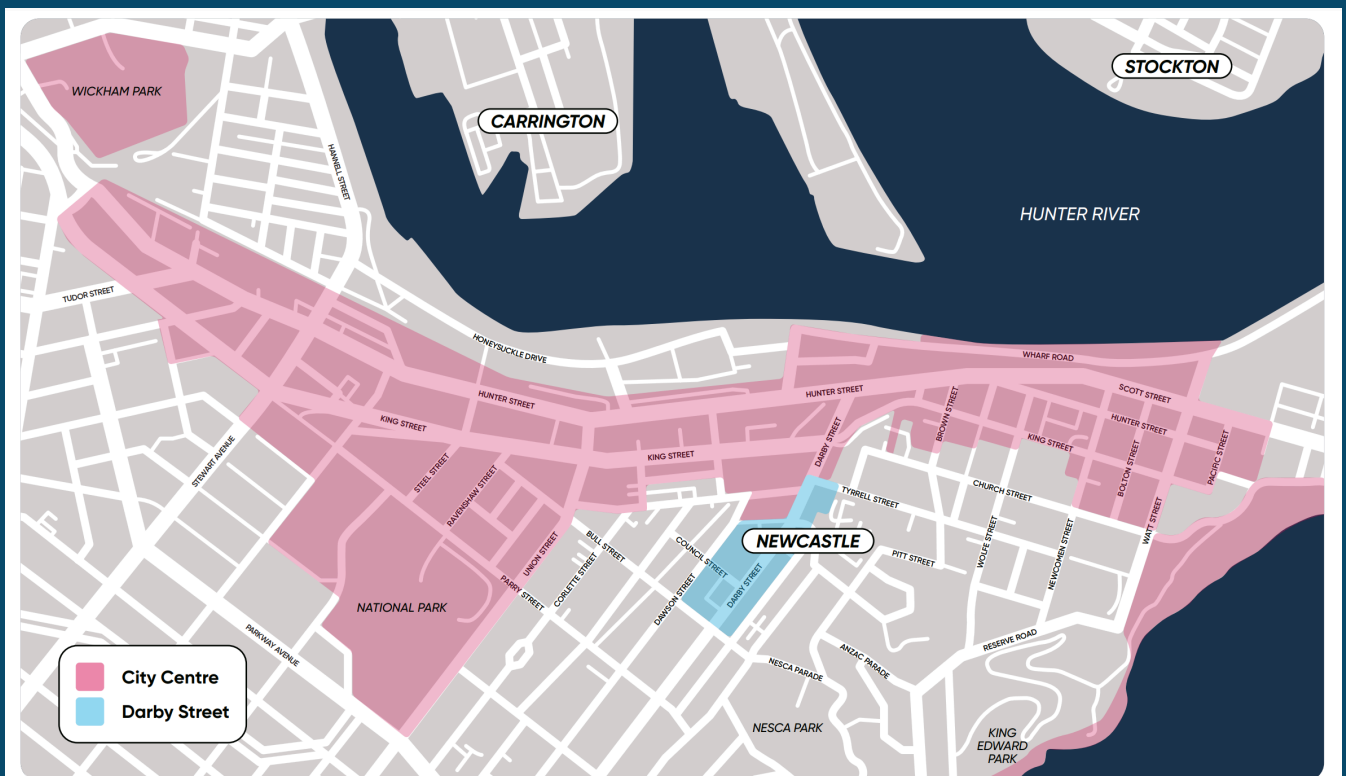 STOCKTON
WICKHAM PARK
CARRINGTON
HANNELL STREET
HUNTER RIVER
TUDOR STREET
HONEYSUCKLE DRIVE
WHARF ROAD
HUNTER STREET
HUNTER STREET
SCOTT STREET
KING STREET
BROWN STREET
HUNTER STREET
DARBY STREET
KING STREET
KING STREET
BOLTON STREET
PACIFIC STREET
STEWART AVENUE
STEEL STREET
RAVENSHAW STREET
TYRRELL STREET
CHURCH STREET
WATT STREET
NEWCASTLE
UNION STREET
BULL STREET
COUNCIL STREET
WOLFE STREET
NEWCOMEN STREET
PITT STREET
PARRY STREET
CORLETTE STREET
DAWSON STREET
DARBY STREET
NATIONAL PARK
PARKWAY AVENUE
RESERVE ROAD
ANZAC PARADE
NESCA PARADE
NESCA PARK
KING
EDWARD
PARK
City Centre
Darby Street